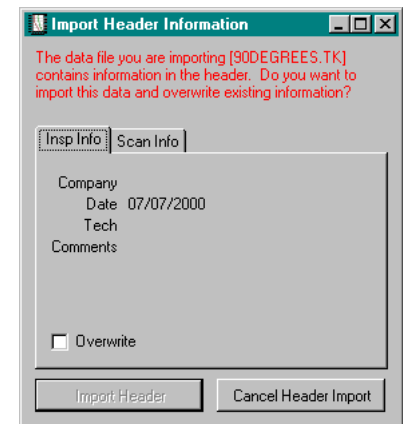 Import Header Information
The data file you are importing [90DEGREES.TK]
contains information in the header. Do you want to
import this data and overwrite existing information?
Insp Info Scan Info
Company
Date 07/07/2000
Tech
Comments
Overwrite
Import Header Cancel Header Import